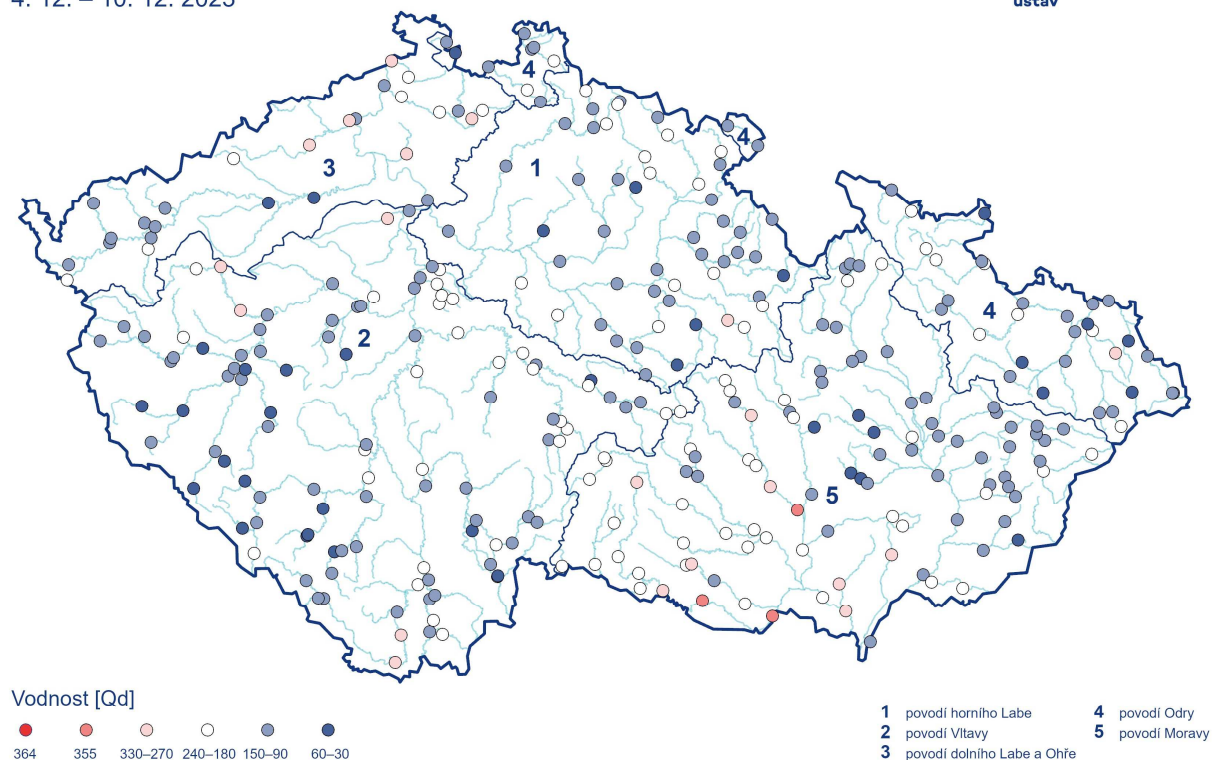 4. 12. – 10. 12. 2023
ústav
4
4
3
1
2
4
5
Vodnost [Qd]
364
355
330–270
240–180
150–90
60–30
1 povodí horního Labe
2 povodí Vltavy
3 povodí dolního Labe a Ohře
4 povodí Odry
5 povodí Moravy